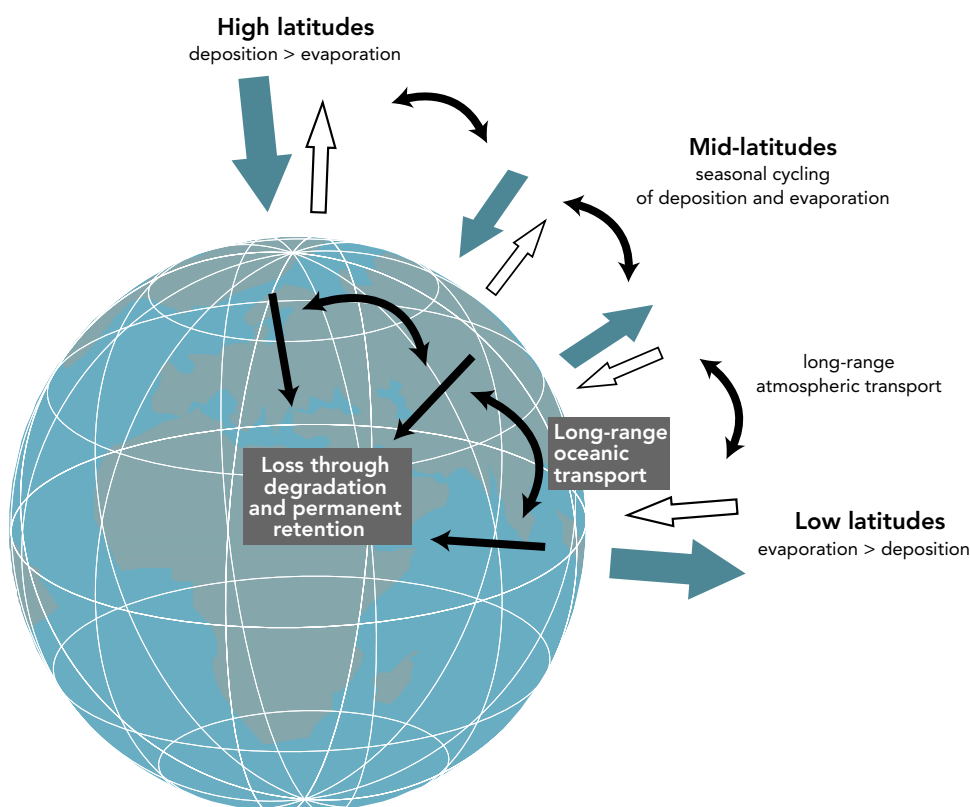 High latitudes
deposition > evaporation
Mid-latitudes
seasonal cycling
of deposition and evaporation
long-range
atmospheric transport
Long-range
oceanic
transport
Loss through
degradation
and permanent
retention
Low latitudes
evaporation > deposition